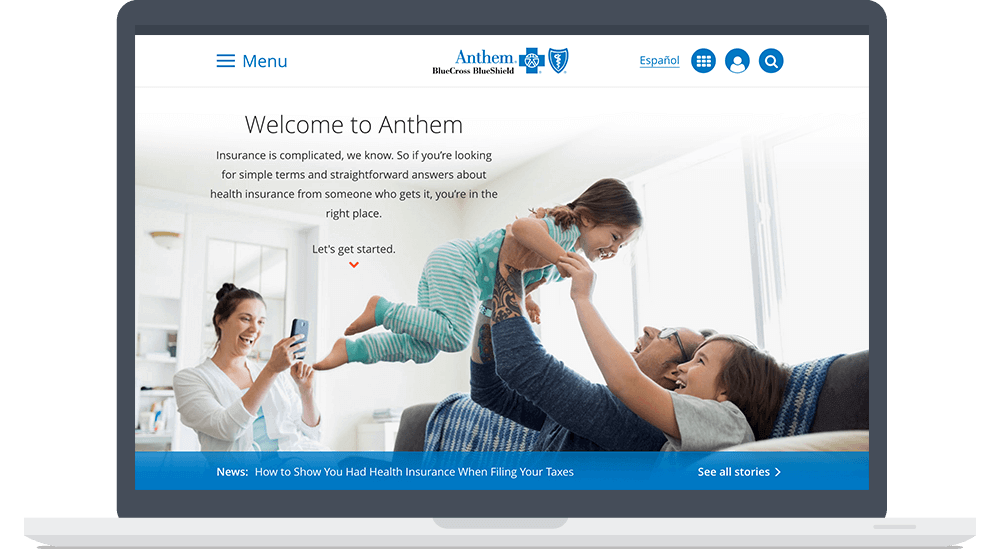 Menu
Anthem
BlueCross BlueShield
Español
Welcome to Anthem
Insurance is complicated, we know. So if you're looking
for simple terms and straightforward answers about
health insurance from someone who gets it, you're in the
right place.
Let's get started.
News: How to Show You Had Health Insurance When Filing Your Taxes
See all stories